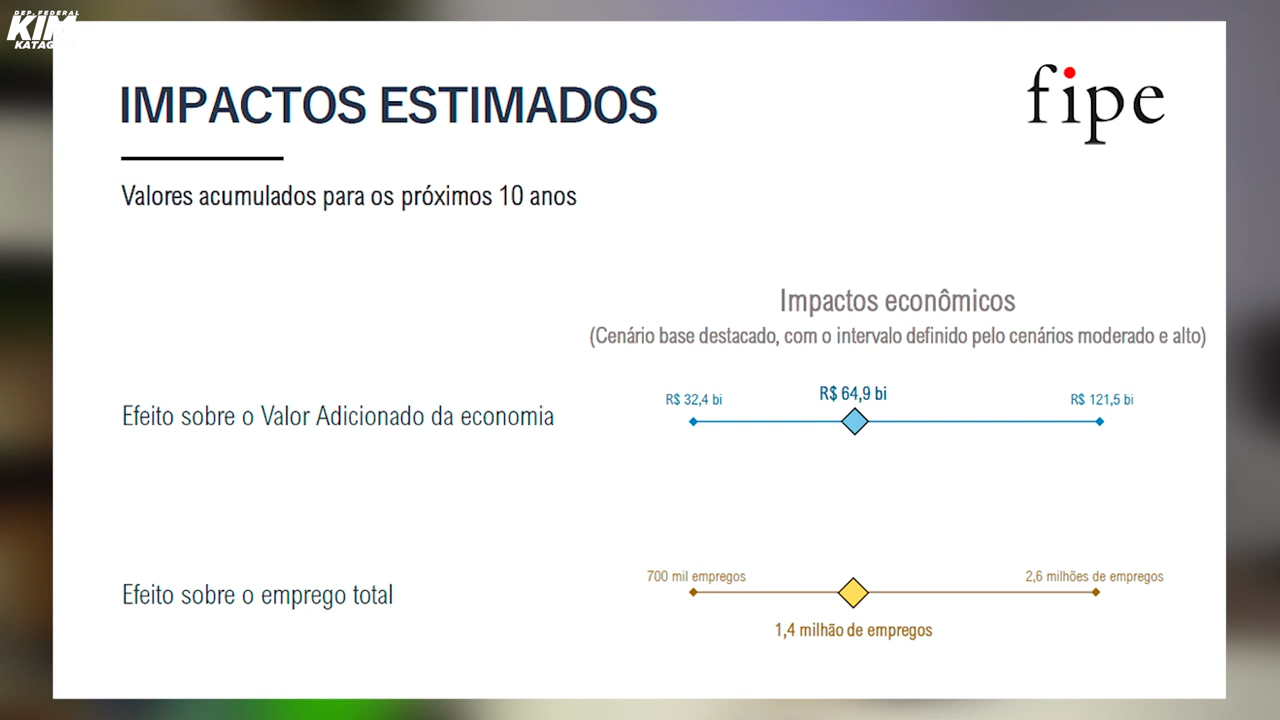 DEP. FEDERAL
KIM
IMPACTOS ESTIMADOS
fipe
Valores acumulados para os próximos 10 anos
Impactos econômicos
(Cenário base destacado, com o intervalo definido pelo cenários moderado e alto)
R$ 32,4 bi
R$ 64,9 bi
R$ 121,5 bi
Efeito sobre o Valor Adicionado da economia
700 mil empregos
2,6 milhões de empregos
Efeito sobre o emprego total
1,4 milhão de empregos